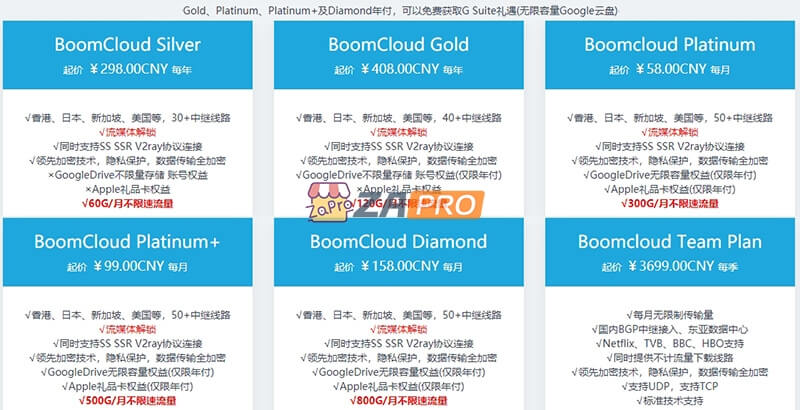 Gold、Platinum、Platinum+及Diamond年付，可以免费获取G Suite礼遇(无限容量Google云盘)
BoomCloud Silver
起价 ￥298.00CNY 每年
√香港、日本、新加坡、美国等，30+中继线路
√流媒体解锁
√同时支持SS SSR V2ray协议连接
√领先加密技术，隐私保护，数据传输全加密
×GoogleDrive不限量存储 账号权益
×Apple礼品卡权益
√60G/月不限速流量
BoomCloud Gold
起价 ￥408.00CNY 每年
√香港、日本、新加坡、美国等，40+中继线路
√流媒体解锁
√同时支持SS SSR V2ray协议连接
√领先加密技术，隐私保护，数据传输全加密
√GoogleDrive不限量存储 账号权益(仅限年付)
×Apple礼品卡权益
√120G/月不限速流量
Boomcloud Platinum
起价 ￥58.00CNY 每月
√香港、日本、新加坡、美国等，50+中继线路
√流媒体解锁
√同时支持SS SSR V2ray协议连接
√领先加密技术，隐私保护，数据传输全加密
√GoogleDrive无限容量权益(仅限年付)
√Apple礼品卡权益(仅限年付)
√300G/月不限速流量
ZaPro
ZAPRO
BoomCloud Platinum+
起价 ￥99.00CNY 每月
√香港、日本、新加坡、美国等，50+中继线路
√流媒体解锁
√同时支持SS SSR V2ray协议连接
√领先加密技术，隐私保护，数据传输全加密
√GoogleDrive无限容量权益(仅限年付)
√Apple礼品卡权益(仅限年付)
√500G/月不限速流量
BoomCloud Diamond
起价 ￥158.00CNY 每月
√香港、日本、新加坡、美国等，50+中继线路
√流媒体解锁
√同时支持SS SSR V2ray协议连接
√领先加密技术，隐私保护，数据传输全加密
√GoogleDrive无限容量权益(仅限年付)
√Apple礼品卡权益(仅限年付)
√800G/月不限速流量
Boomcloud Team Plan
起价 ￥3699.00CNY 每季
√每月无限制传输量
√国内BGP中继接入、东亚数据中心
√Netflix、TVB、BBC、HBO支持
√同时提供不计流量下载线路
√领先加密技术，隐私保护，数据传输全加密
√支持UDP，支持TCP
√标准技术支持